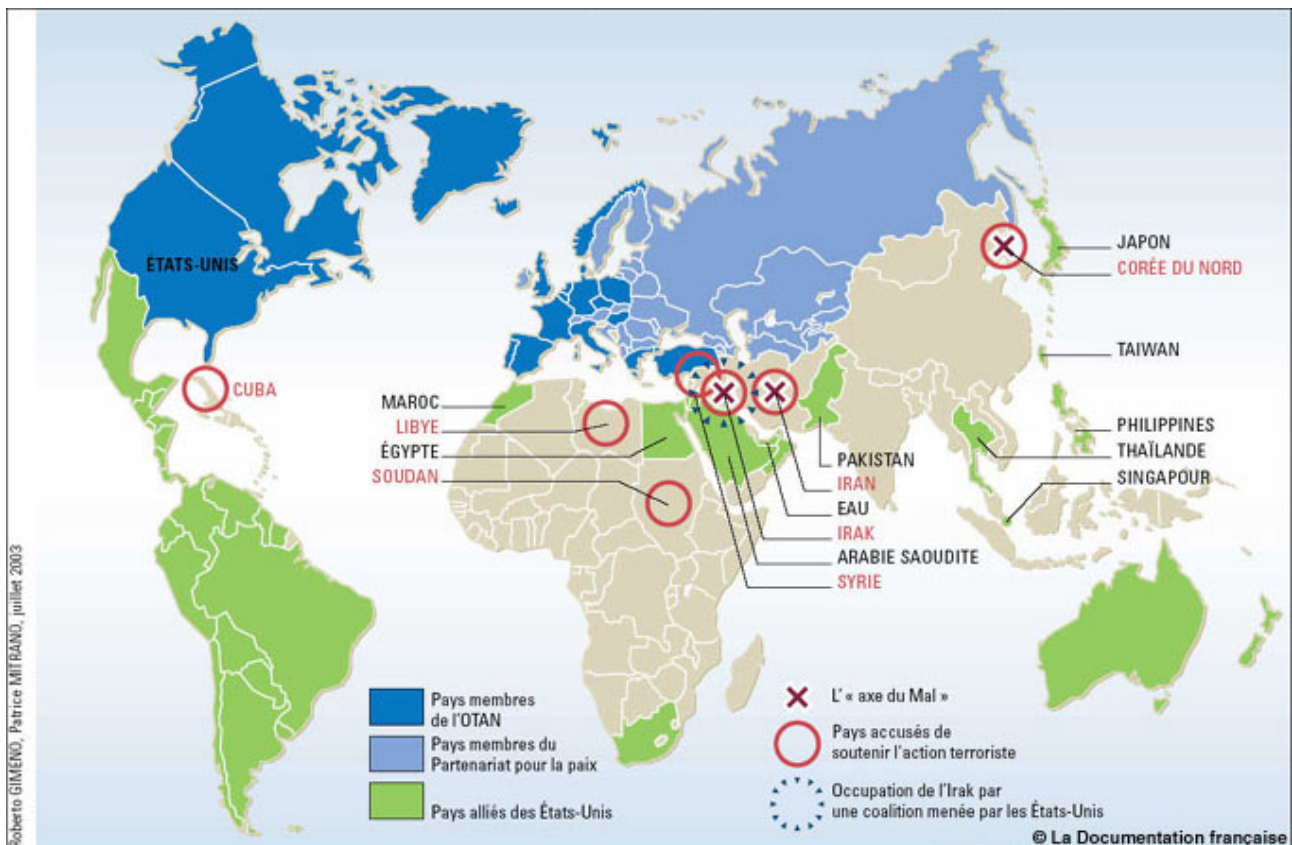 ÉTATS-UNIS
CUBA
MAROC
LIBYE
ÉGYPTE
SOUDAN
JAPON
CORÉE DU NORD
TAIWAN
PHILIPPINES
THAÏLANDE
SINGAPOUR
PAKISTAN
IRAN
EAU
IRAK
ARABIE SAOUDITE
SYRIE
Pays membres
de l'OTAN
Pays membres du
Partenariat pour la paix
Pays alliés des États-Unis
L' « axe du Mal »
Pays accusés de
soutenir l'action terroriste
Occupation de l'Irak par
une coalition menée par les États-Unis
Roberto GIMENO, Patrice MITRANO, juillet 2003
© La Documentation française